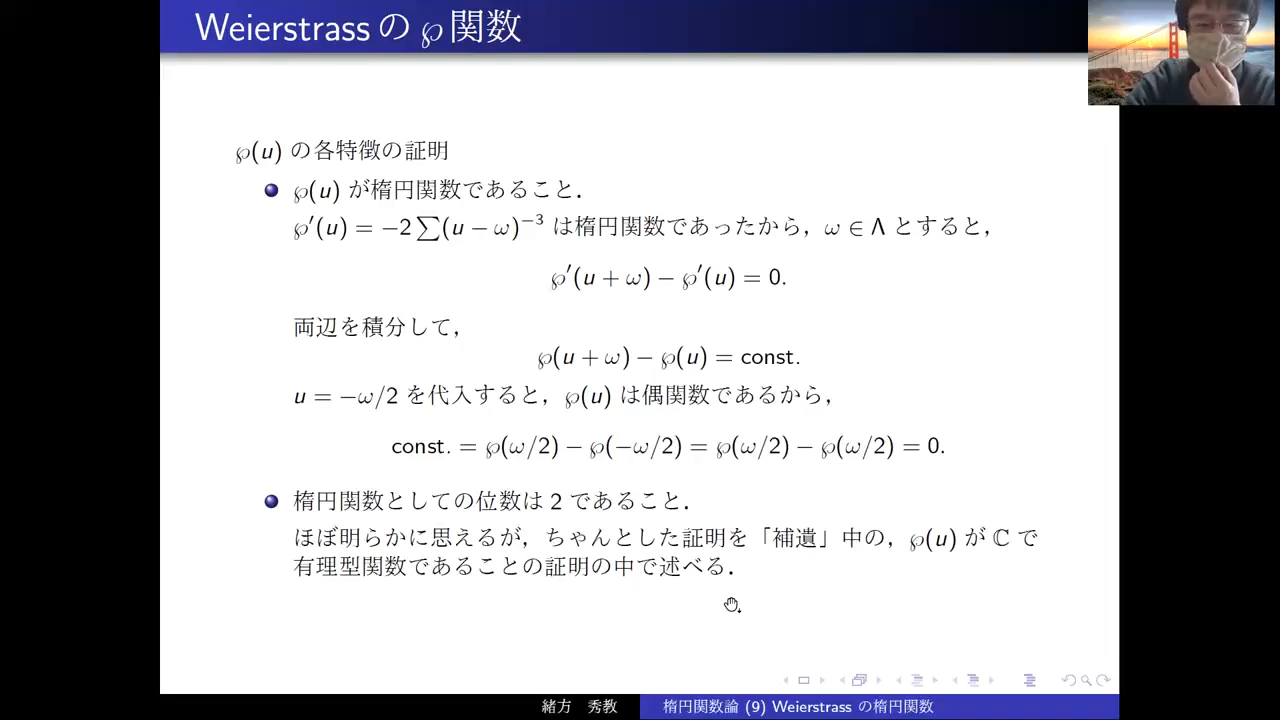 Weierstrass の ℘ 関数
℘(u) の各特徴の証明
℘(u) が楕円関数であること．
℘′(u) = −2 ∑(u − ω)⁻³ は楕円関数であったから，ω ∈ Λ とすると，
℘′(u + ω) − ℘′(u) = 0.
両辺を積分して，
℘(u + ω) − ℘(u) = const.
u = −ω/2 を代入すると，℘(u) は偶関数であるから，
const. = ℘(ω/2) − ℘(−ω/2) = ℘(ω/2) − ℘(ω/2) = 0.
楕円関数としての位数は 2 であること．
ほぼ明らかに思えるが，ちゃんとした証明を「補遺」中の，℘(u) が ℂ で
有理型関数であることの証明の中で述べる．
緒方 秀教
楕円関数論 (9) Weierstrass の楕円関数